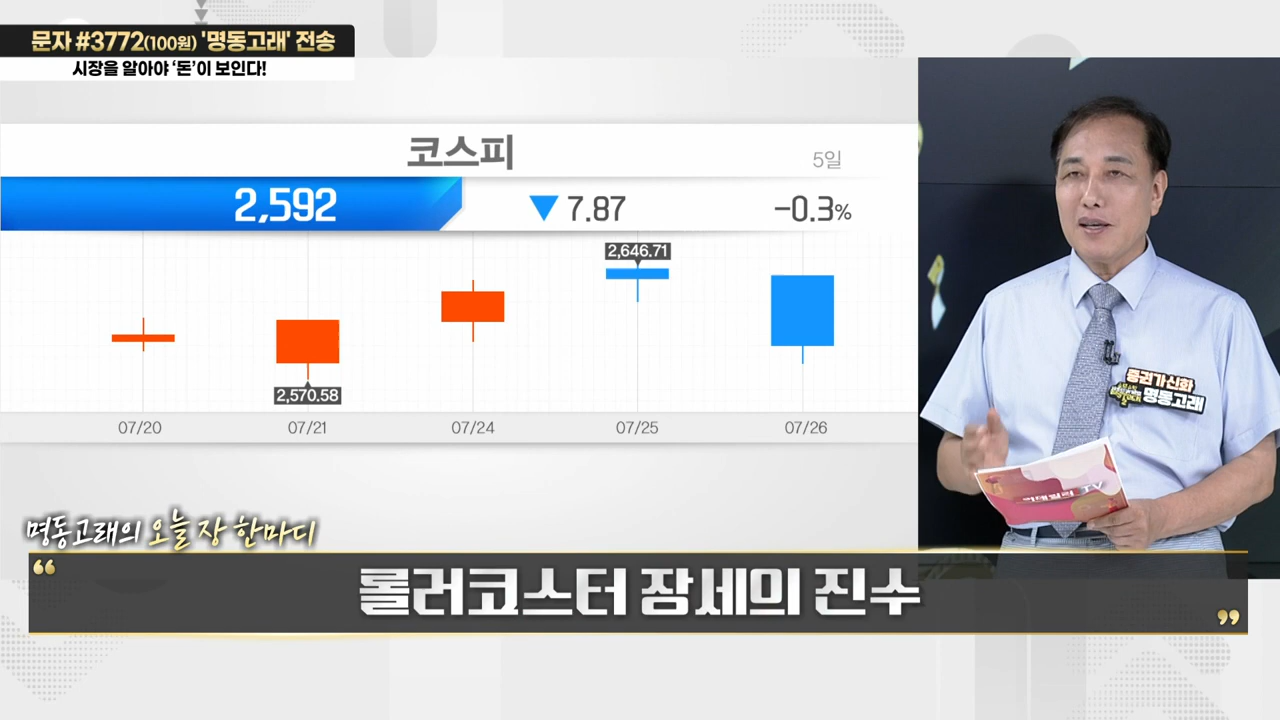 문자 #3772(100원) '명동고래' 전송
시장을 알아야 '돈'이 보인다!
코스피
5일
2,592
▼ 7.87
-0.3%
2,646.71
2,570.58
07/20
07/21
07/24
07/25
07/26
증권가신화
명동고래
명동고래의 오늘 장 한마디
“ 롤러코스터 장세의 진수 ”